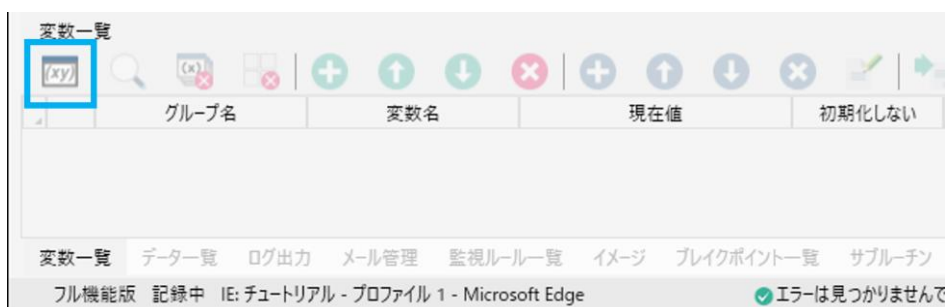 変数一覧
(xy) (x)
グループ名 変数名 現在値 初期化しない
変数一覧 データ一覧 ログ出力 メール管理 監視ルール一覧 イメージ ブレイクポイント一覧 サブルーチン
フル機能版 記録中 IE: チュートリアル - プロファイル 1 - Microsoft Edge エラーは見つかりませんで